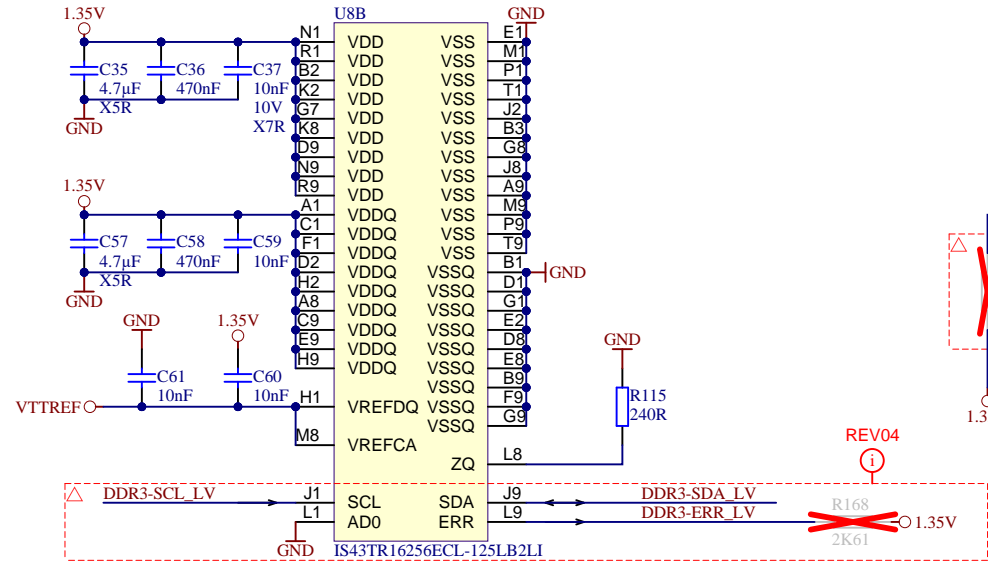 1.35V
U8B
GND
N1 VDD VSS E1
R1 VDD VSS M1
C35 C36 C37 B2 VDD VSS P1
4.7µF 470nF 10nF K2 VDD VSS T1
X5R 10V G7 VDD VSS J2
GND X7R K8 VDD VSS B3
D9 VDD VSS G8
N9 VDD VSS J8
1.35V R9 VDD VSS A9
A1 VDDQ VSS M9
C1 VDDQ VSS P9
C57 C58 C59 F1 VDDQ VSS T9
4.7µF 470nF 10nF D2 VDDQ VSSQ B1 GND
X5R H2 VDDQ VSSQ D1
GND A8 VDDQ VSSQ G1
GND 1.35V C9 VDDQ VSSQ E2
E9 VDDQ VSSQ D8
H9 VDDQ VSSQ E8
GND
C61 C60 VSSQ B9
10nF 10nF R115
VTTREF H1 VREFDQ VSSQ F9
240R
VSSQ G9
M8 VREFCA
REV04
i
ZQ L8
DDR3-SCL_LV J1 SCL SDA J9 DDR3-SDA_LV
L1 AD0 ERR L9 DDR3-ERR_LV
R168
1.35V
2K61
GND
IS43TR16256ECL-125LB2LI